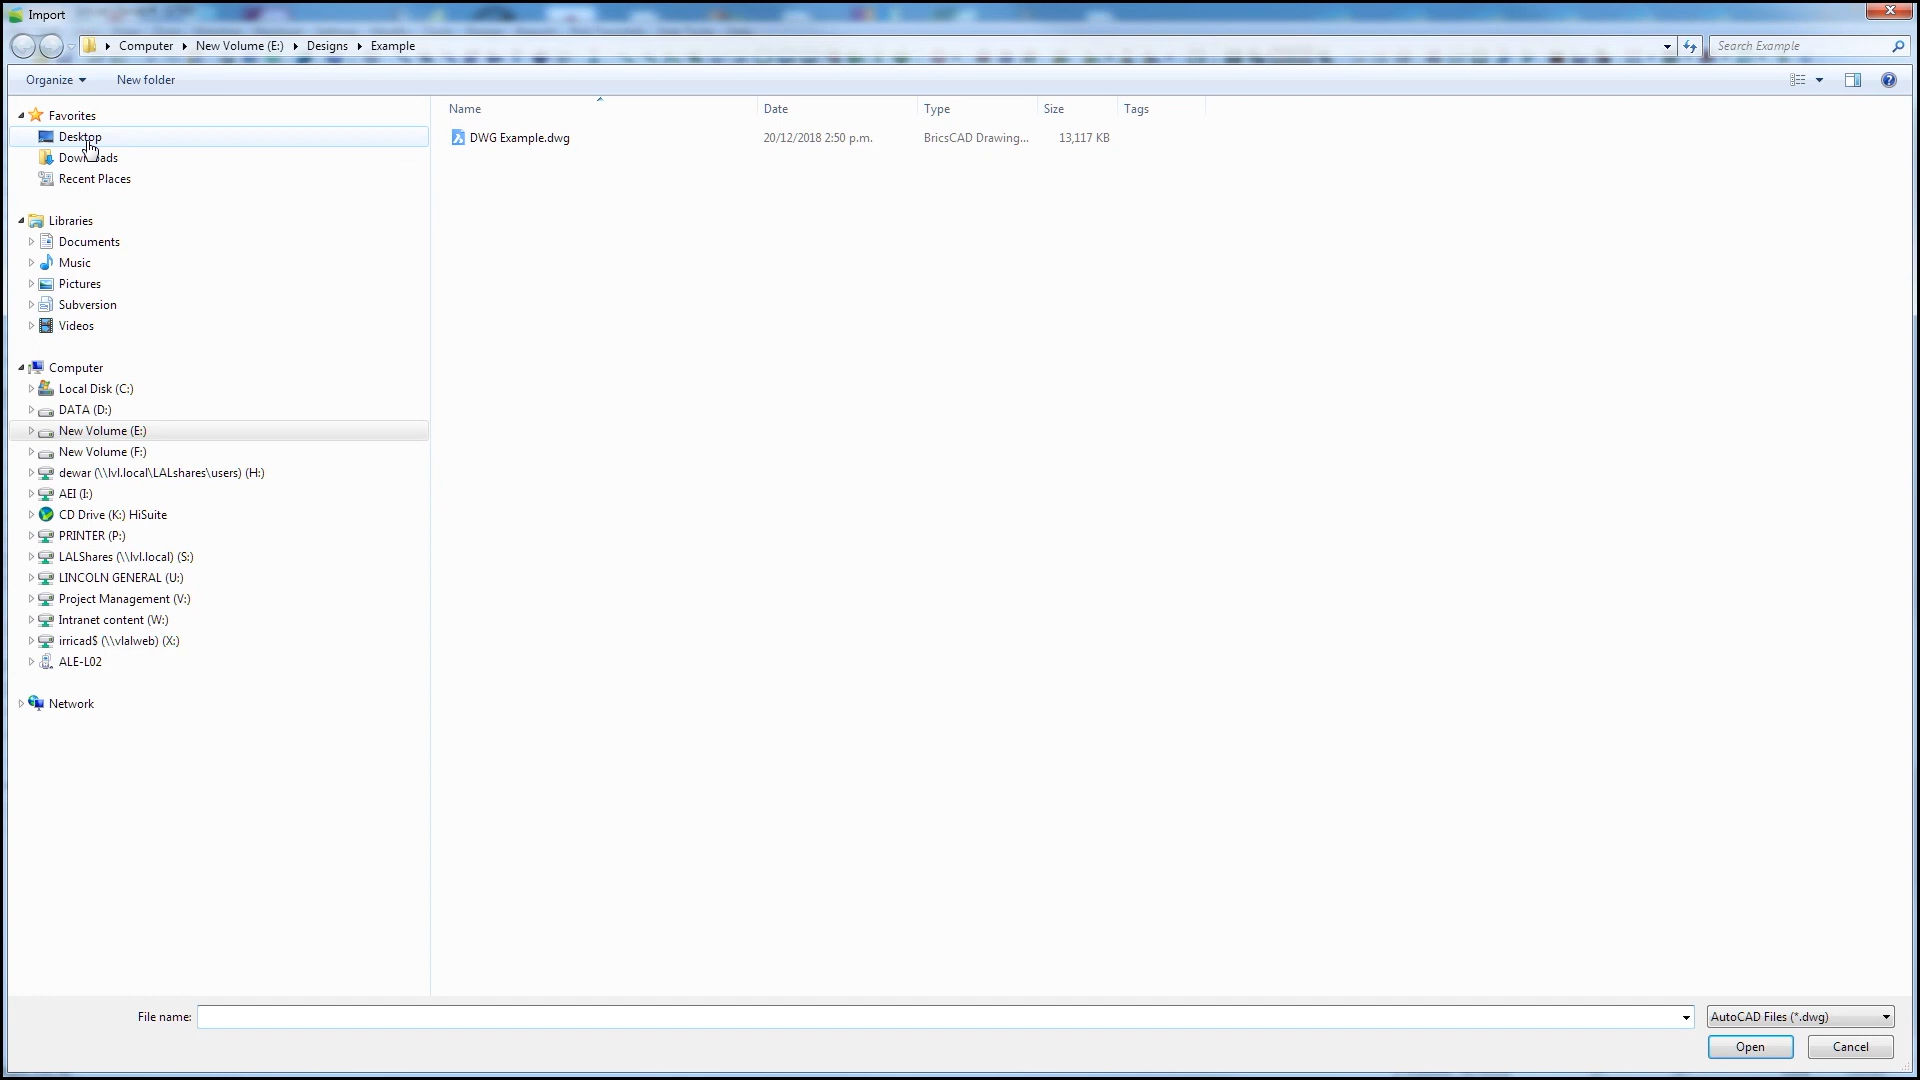 Import
Computer New Volume (E:) Designs Example
Search Example
Organize New folder
Favorites
Desktop
Downloads
Recent Places
Libraries
Documents
Music
Pictures
Subversion
Videos
Computer
Local Disk (C:)
DATA (D:)
New Volume (E:)
New Volume (F:)
dewar (\\lvl.local\LALshares\users) (H:)
AEI (I:)
CD Drive (K:) HiSuite
PRINTER (P:)
LALShares (\\lvl.local) (S:)
LINCOLN GENERAL (U:)
Project Management (V:)
Intranet content (W:)
irricad$ (\\vlalweb) (X:)
ALE-L02
Network
Name Date Type Size Tags
DWG Example.dwg 20/12/2018 2:50 p.m. BricsCAD Drawing... 13,117 KB
File name:
AutoCAD Files (*.dwg)
Open Cancel